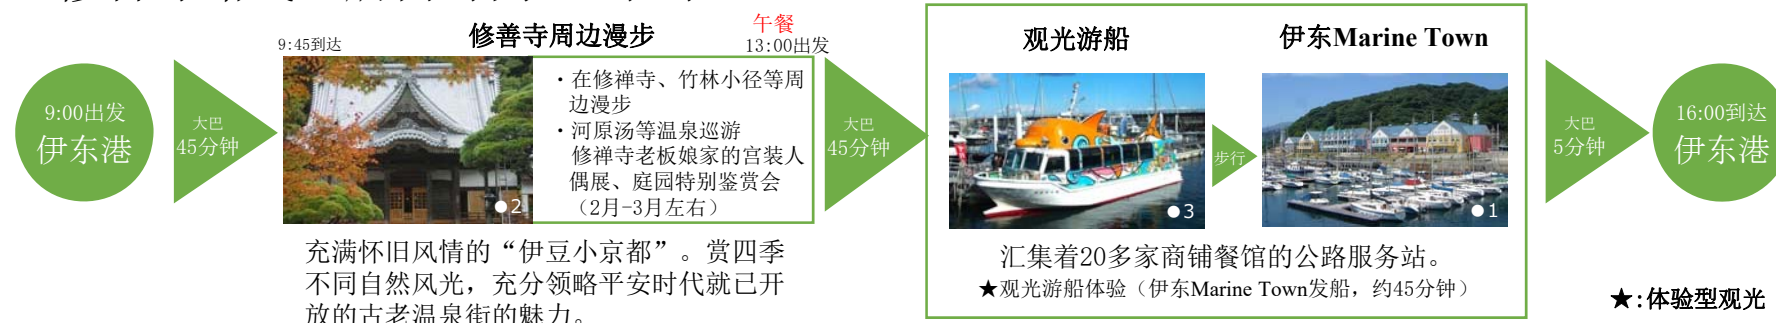 9:00出发
伊东港
大巴
45分钟
9:45到达
修善寺周边漫步
午餐
13:00出发
·在修禅寺、竹林小径等周
边漫步
·河原汤等温泉巡游
修禅寺老板娘家的宫装人
偶展、庭园特别鉴赏会
（2月-3月左右）
●2
充满怀旧风情的“伊豆小京都”。赏四季
不同自然风光，充分领略平安时代就已开
放的古老温泉街的魅力。
大巴
45分钟
观光游船
●3
步行
伊东Marine Town
●1
汇集着20多家商铺餐馆的公路服务站。
★观光游船体验（伊东Marine Town发船，约45分钟）
大巴
5分钟
16:00到达
伊东港
★:体验型观光